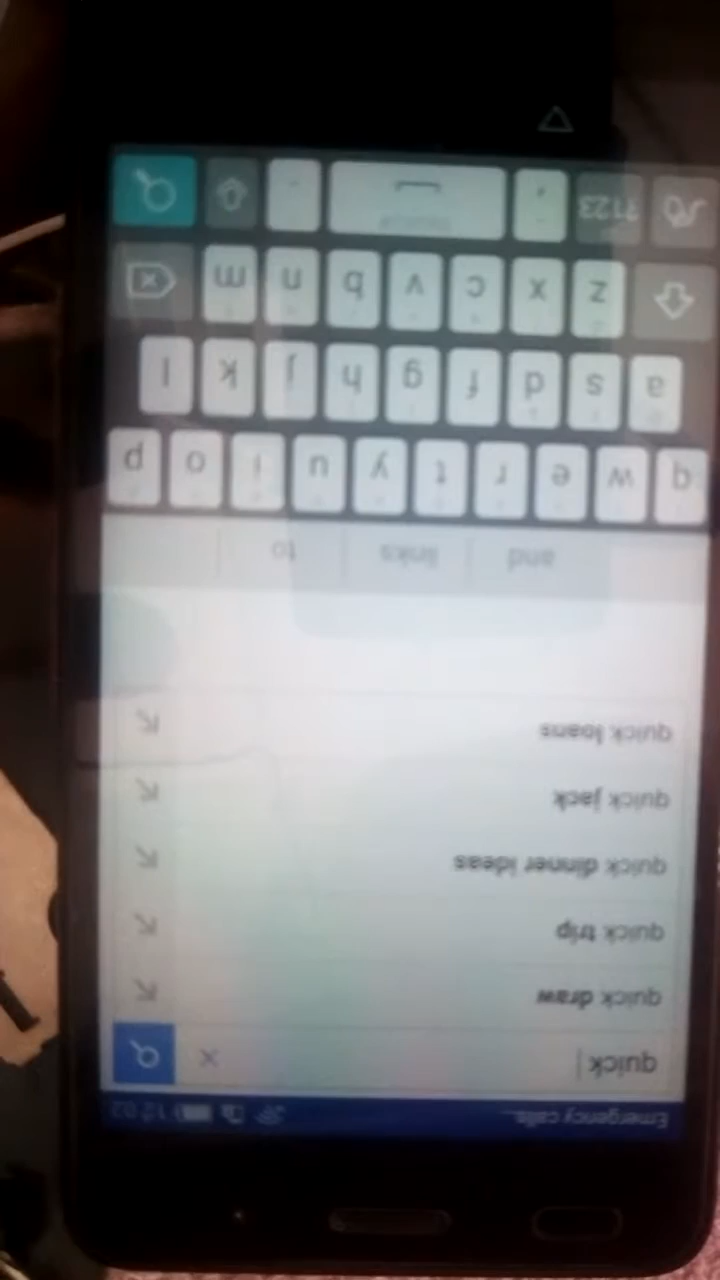 Emergency calls...
12:02
quick
quick draw
quick trip
quick dinner ideas
quick jack
quick loans
and links to
q w e r t y u i o p
a s d f g h j k l
z x c v b n m
?123